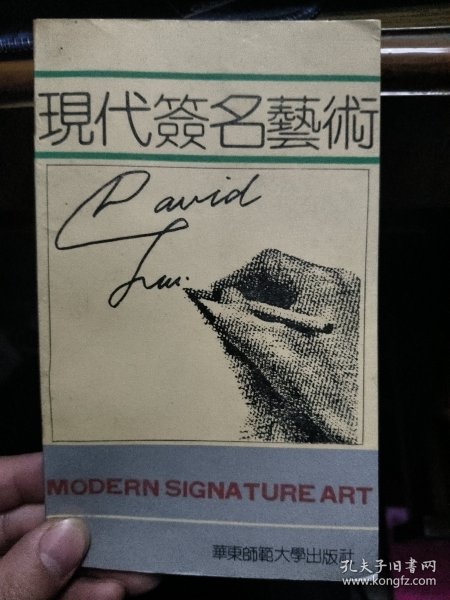 現代簽名藝術
David
MODERN SIGNATURE ART
華東師範大學出版社
孔夫子旧书网
www.kongfz.com